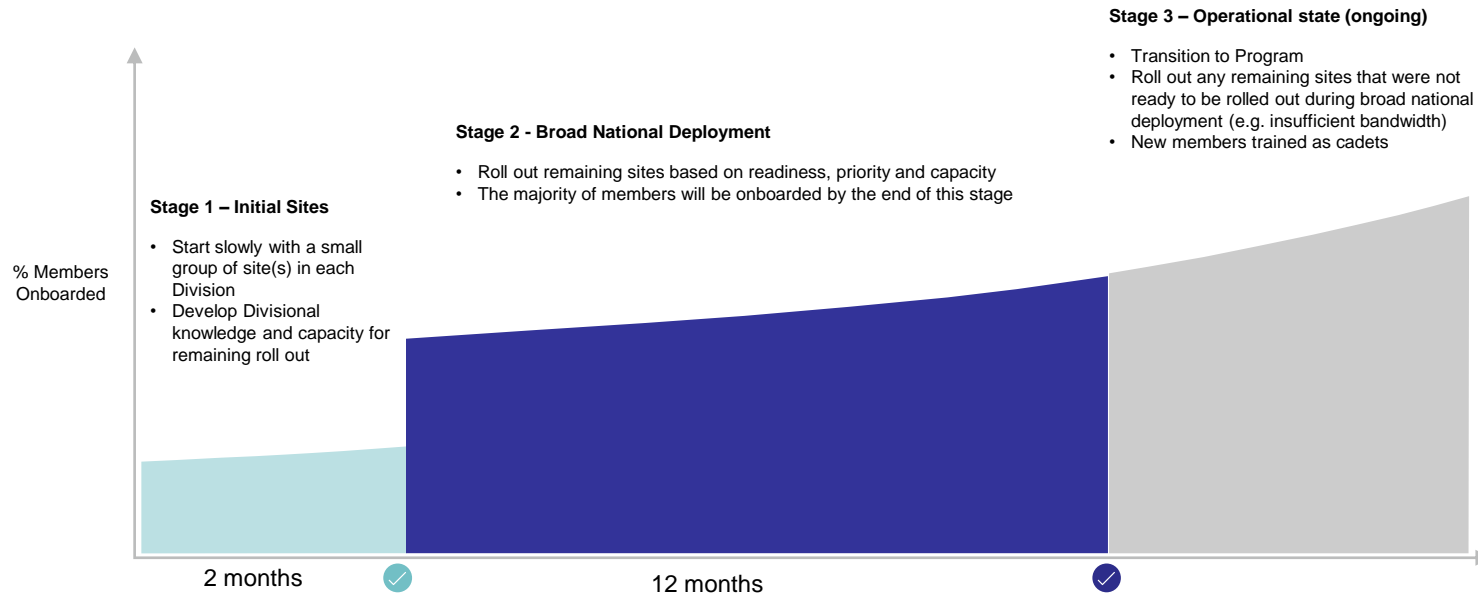 Stage 3 – Operational state (ongoing)
• Transition to Program
• Roll out any remaining sites that were not
ready to be rolled out during broad national
deployment (e.g. insufficient bandwidth)
• New members trained as cadets
Stage 2 - Broad National Deployment
• Roll out remaining sites based on readiness, priority and capacity
• The majority of members will be onboarded by the end of this stage
Stage 1 – Initial Sites
• Start slowly with a small
group of site(s) in each
Division
• Develop Divisional
knowledge and capacity for
remaining roll out
% Members
Onboarded
2 months
12 months